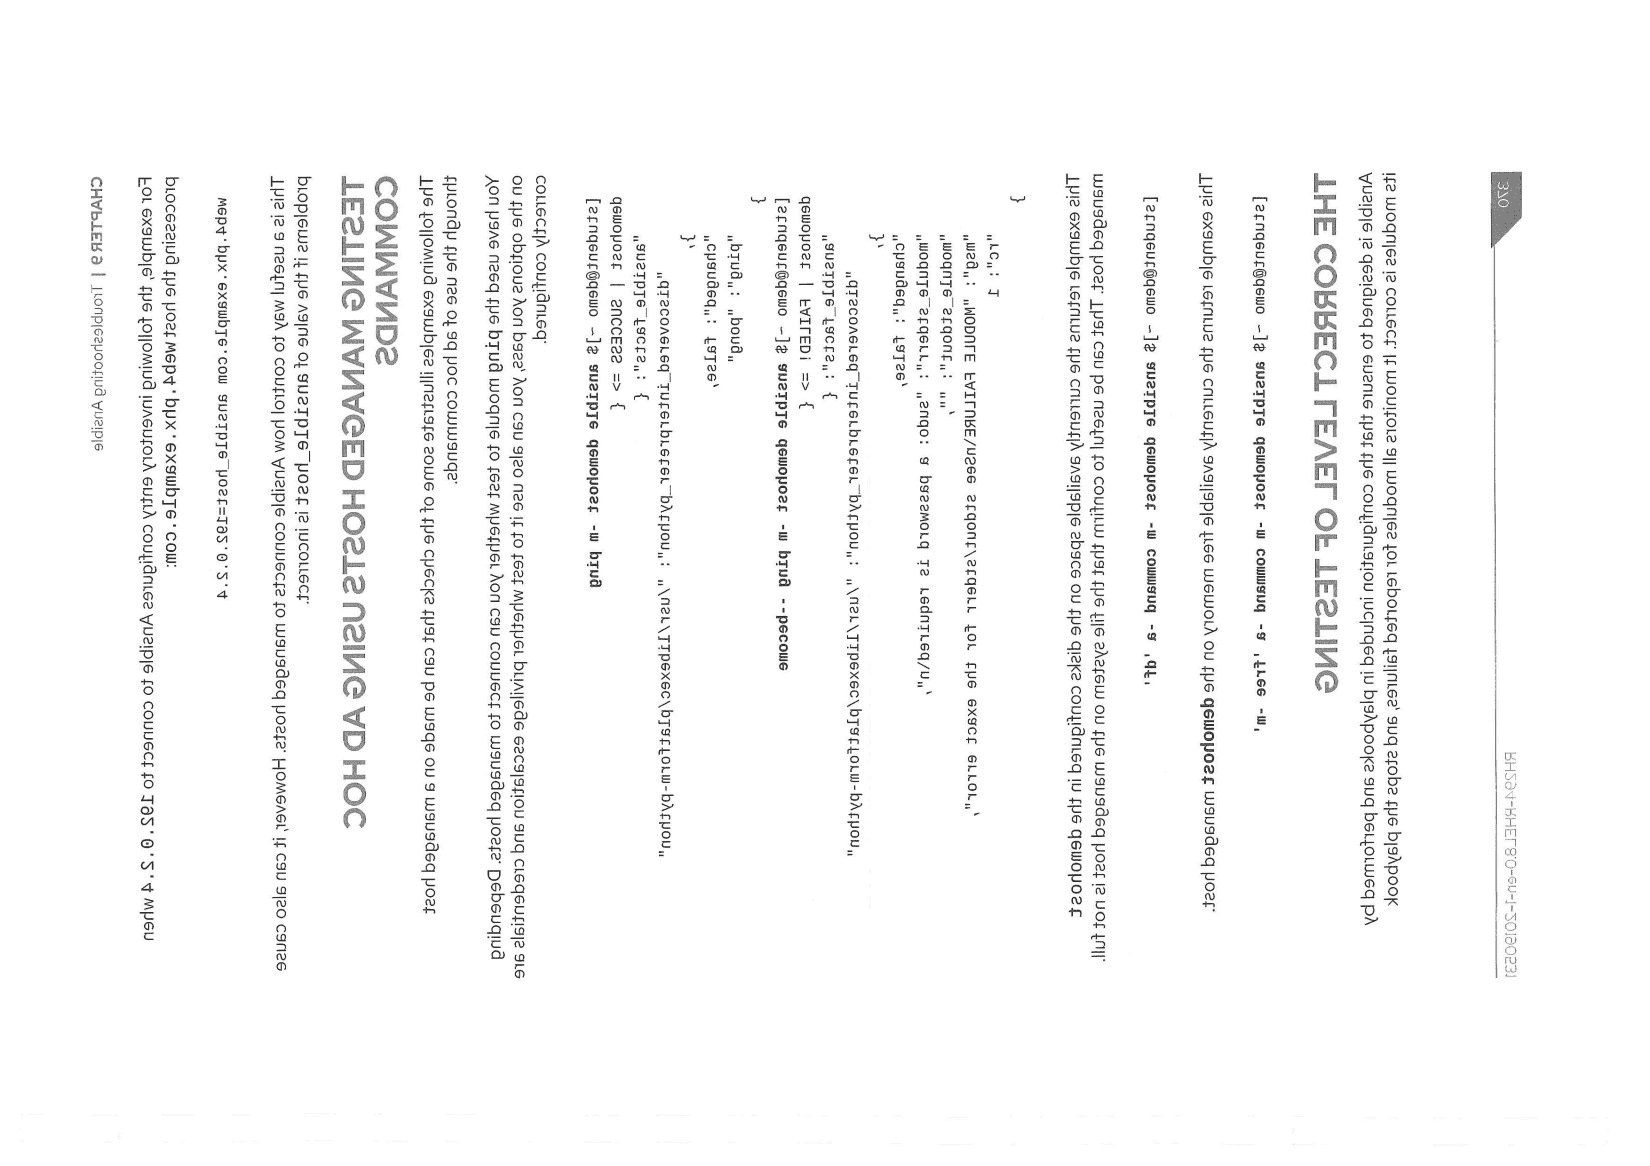 CHAPTER 9 | Troubleshooting Ansible
For example, the following inventory entry configures Ansible to connect to 192.0.2.4 when
processing the host web4.phx.example.com:
web4.phx.example.com ansible_host=192.0.2.4
This is a useful way to control how Ansible connects to managed hosts. However, it can also cause
problems if the value of ansible_host is incorrect.
TESTING MANAGED HOSTS USING AD HOC
COMMANDS
The following examples illustrate some of the checks that can be made on a managed host
through the use of ad hoc commands.
You have used the ping module to test whether you can connect to managed hosts. Depending
on the options you pass, you can also use it to test whether privilege escalation and credentials are
correctly configured.
[student@demo ~]$ ansible demohost -m ping
demohost | SUCCESS => {
"ansible_facts": {
"discovered_interpreter_python": "/usr/libexec/platform-python"
},
"changed": false,
"ping": "pong"
}
[student@demo ~]$ ansible demohost -m ping --become
demohost | FAILED! => {
"ansible_facts": {
"discovered_interpreter_python": "/usr/libexec/platform-python"
},
"changed": false,
"module_stderr": "sudo: a password is required\n",
"module_stdout": "",
"msg": "MODULE FAILURE\nSee stdout/stderr for the exact error",
"rc": 1
}
This example returns the currently available space on the disks configured in the demohost
managed host. That can be useful to confirm that the file system on the managed host is not full.
[student@demo ~]$ ansible demohost -m command -a 'df'
This example returns the currently available free memory on the demohost managed host.
[student@demo ~]$ ansible demohost -m command -a 'free -m'
THE CORRECT LEVEL OF TESTING
Ansible is designed to ensure that the configuration included in playbooks and performed by
its modules is correct. It monitors all modules for reported failures, and stops the playbook
370
RH294-RHEL8.0-en-1-20190531